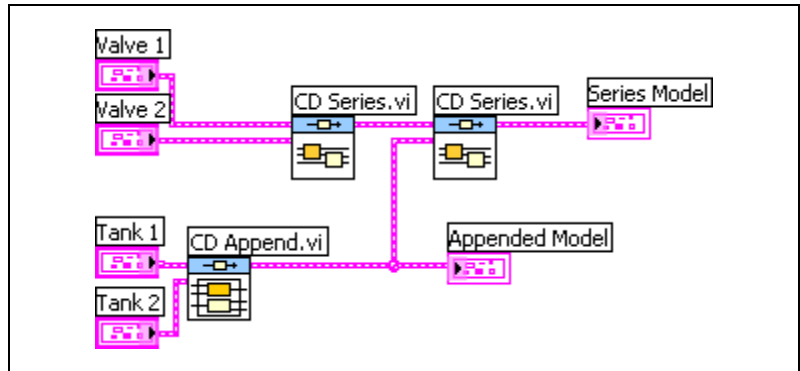 Valve 1
Valve 2
CD Series.vi
CD Series.vi
Series Model
Tank 1
CD Append.vi
Appended Model
Tank 2